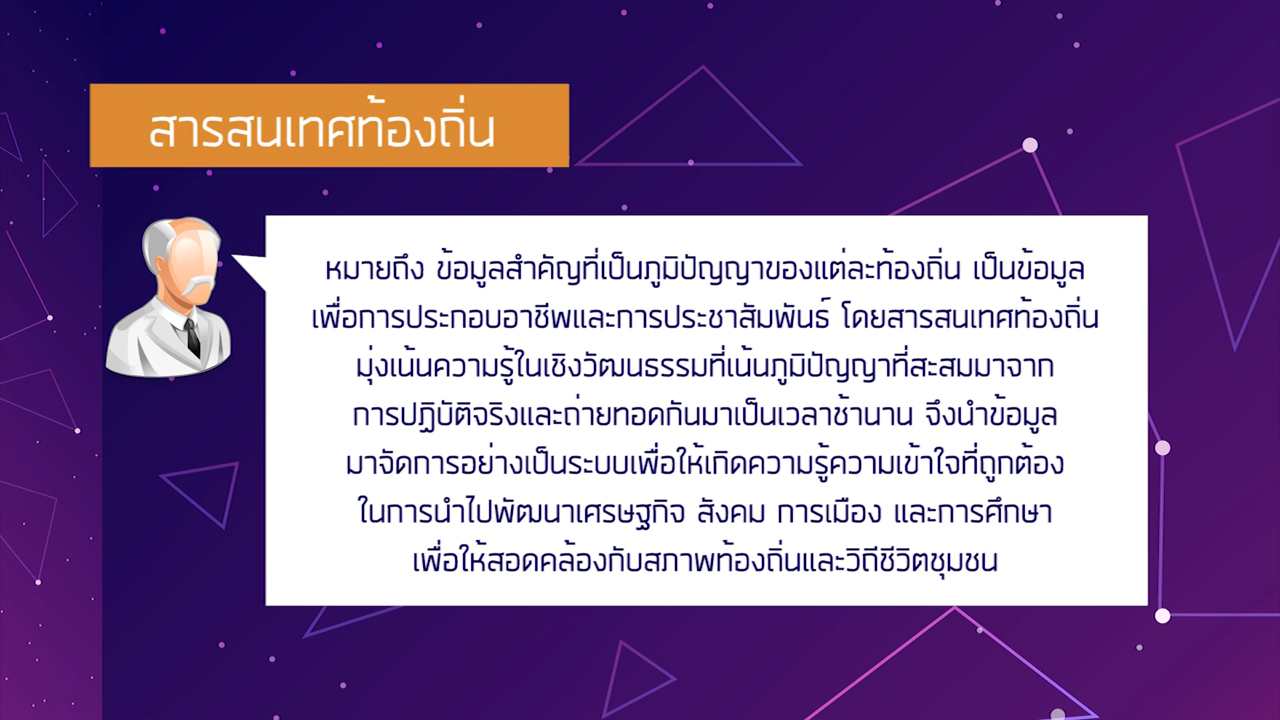 สารสนเทศท้องถิ่น
หมายถึง ข้อมูลสำคัญที่เป็นภูมิปัญญาของแต่ละท้องถิ่น เป็นข้อมูล
เพื่อการประกอบอาชีพและการประชาสัมพันธ์ โดยสารสนเทศท้องถิ่น
มุ่งเน้นความรู้ในเชิงวัฒนธรรมที่เน้นภูมิปัญญาที่สะสมมาจาก
การปฏิบัติจริงและถ่ายทอดกันมาเป็นเวลาช้านาน จึงนำข้อมูล
มาจัดการอย่างเป็นระบบเพื่อให้เกิดความรู้ความเข้าใจที่ถูกต้อง
ในการนำไปพัฒนาเศรษฐกิจ สังคม การเมือง และการศึกษา
เพื่อให้สอดคล้องกับสภาพท้องถิ่นและวิถีชีวิตชุมชน